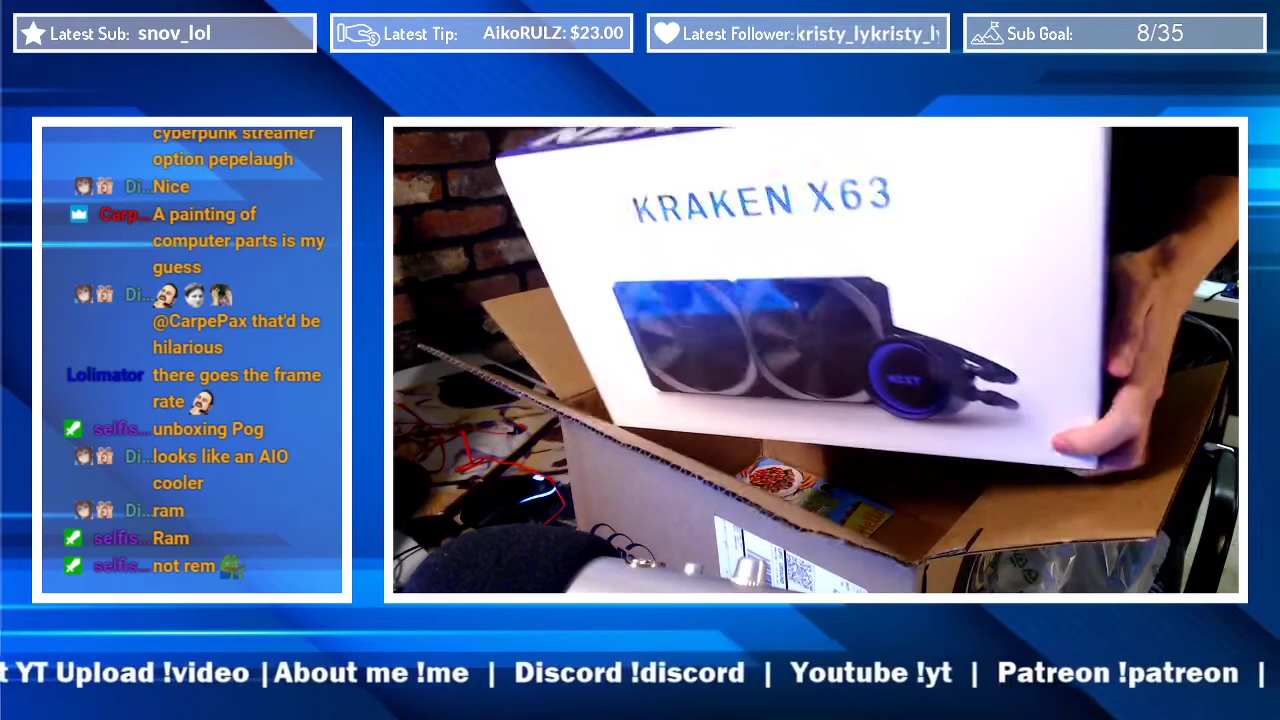 Latest Sub: snov_lol
Latest Tip: AikoRULZ: $23.00
Latest Follower: kristy_lykristy_ly
Sub Goal: 8/35
cyberpunk streamer
option pepelaugh
Di... Nice
Carp... A painting of
computer parts is my
guess
Di...
@CarpePax that'd be
hilarious
Lolimator there goes the frame
rate
selfis... unboxing Pog
Di... looks like an AIO
cooler
Di... ram
selfis... Ram
selfis... not rem
KRAKEN X63
NZXT
t YT Upload !video | About me !me | Discord !discord | Youtube !yt | Patreon !patreon |